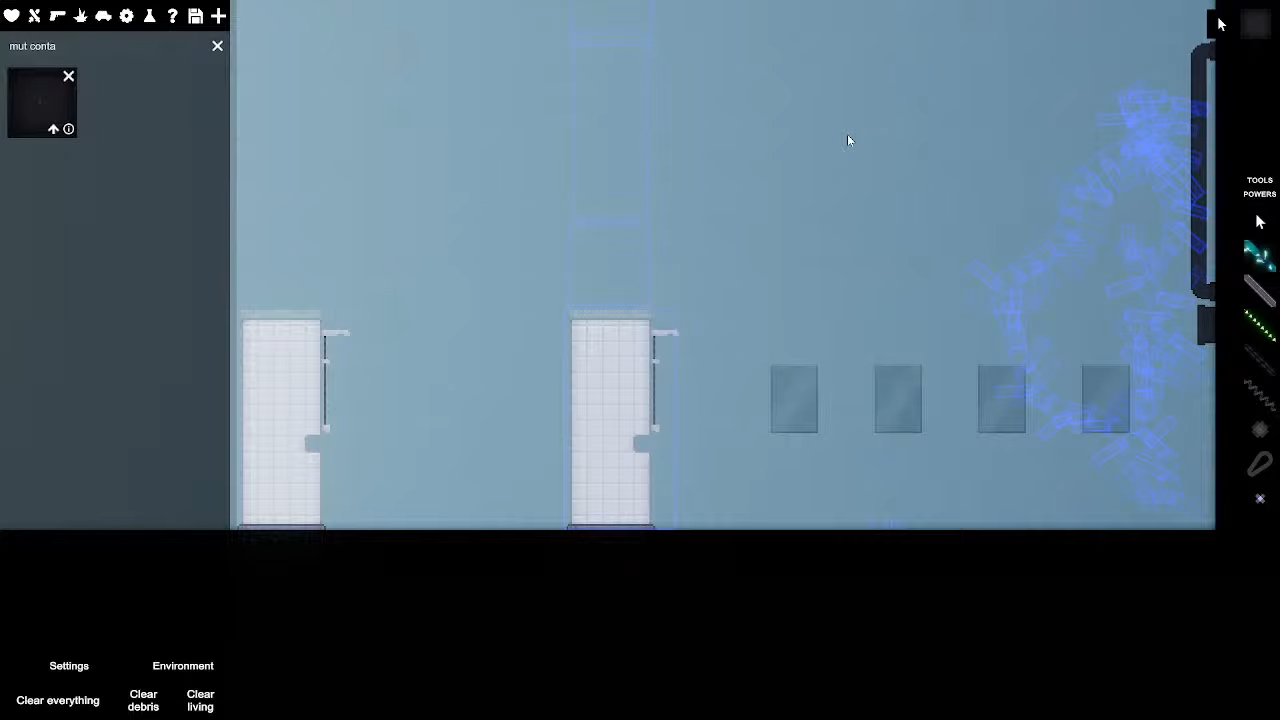 mut conta
TOOLS
POWERS
Settings
Environment
Clear everything
Clear
debris
Clear
living